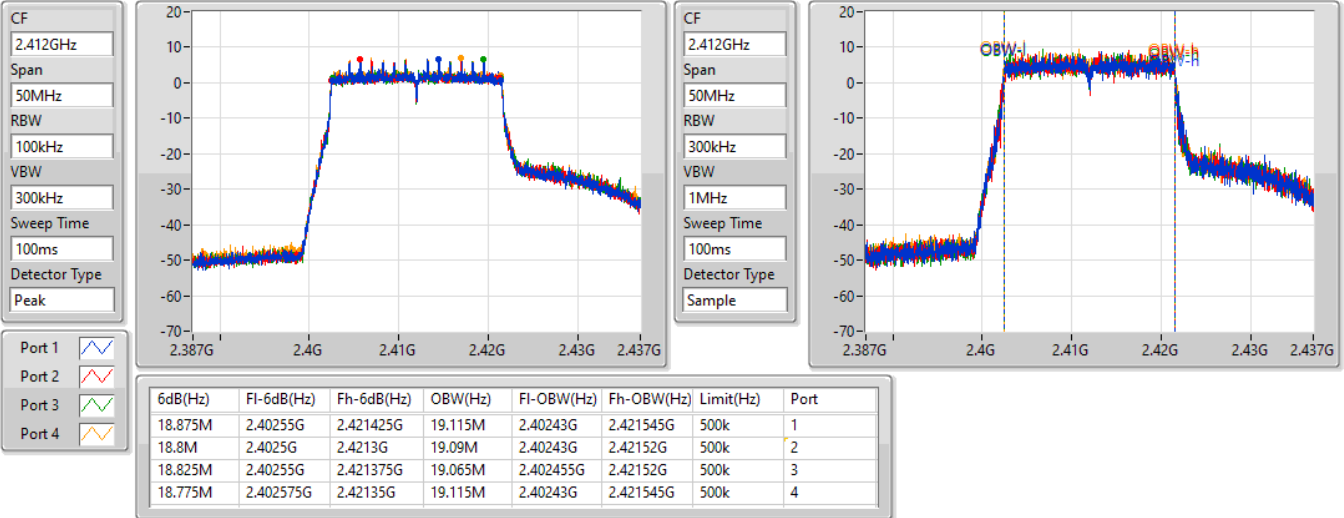 CF
2.412GHz
Span
50MHz
RBW
100kHz
VBW
300kHz
Sweep Time
100ms
Detector Type
Peak
20
10
0
-10
-20
-30
-40
-50
-60
-70
2.387G 2.4G 2.41G 2.42G 2.43G 2.437G
CF
2.412GHz
Span
50MHz
RBW
300kHz
VBW
1MHz
Sweep Time
100ms
Detector Type
Sample
20
10
0
-10
-20
-30
-40
-50
-60
-70
OBW-l OBW-h
2.387G 2.4G 2.41G 2.42G 2.43G 2.437G
Port 1
Port 2
Port 3
Port 4
6dB(Hz) Fl-6dB(Hz) Fh-6dB(Hz) OBW(Hz) Fl-OBW(Hz) Fh-OBW(Hz) Limit(Hz) Port
18.875M 2.40255G 2.421425G 19.115M 2.40243G 2.421545G 500k 1
18.8M 2.4025G 2.4213G 19.09M 2.40243G 2.42152G 500k 2
18.825M 2.40255G 2.421375G 19.065M 2.402455G 2.42152G 500k 3
18.775M 2.402575G 2.42135G 19.115M 2.40243G 2.421545G 500k 4